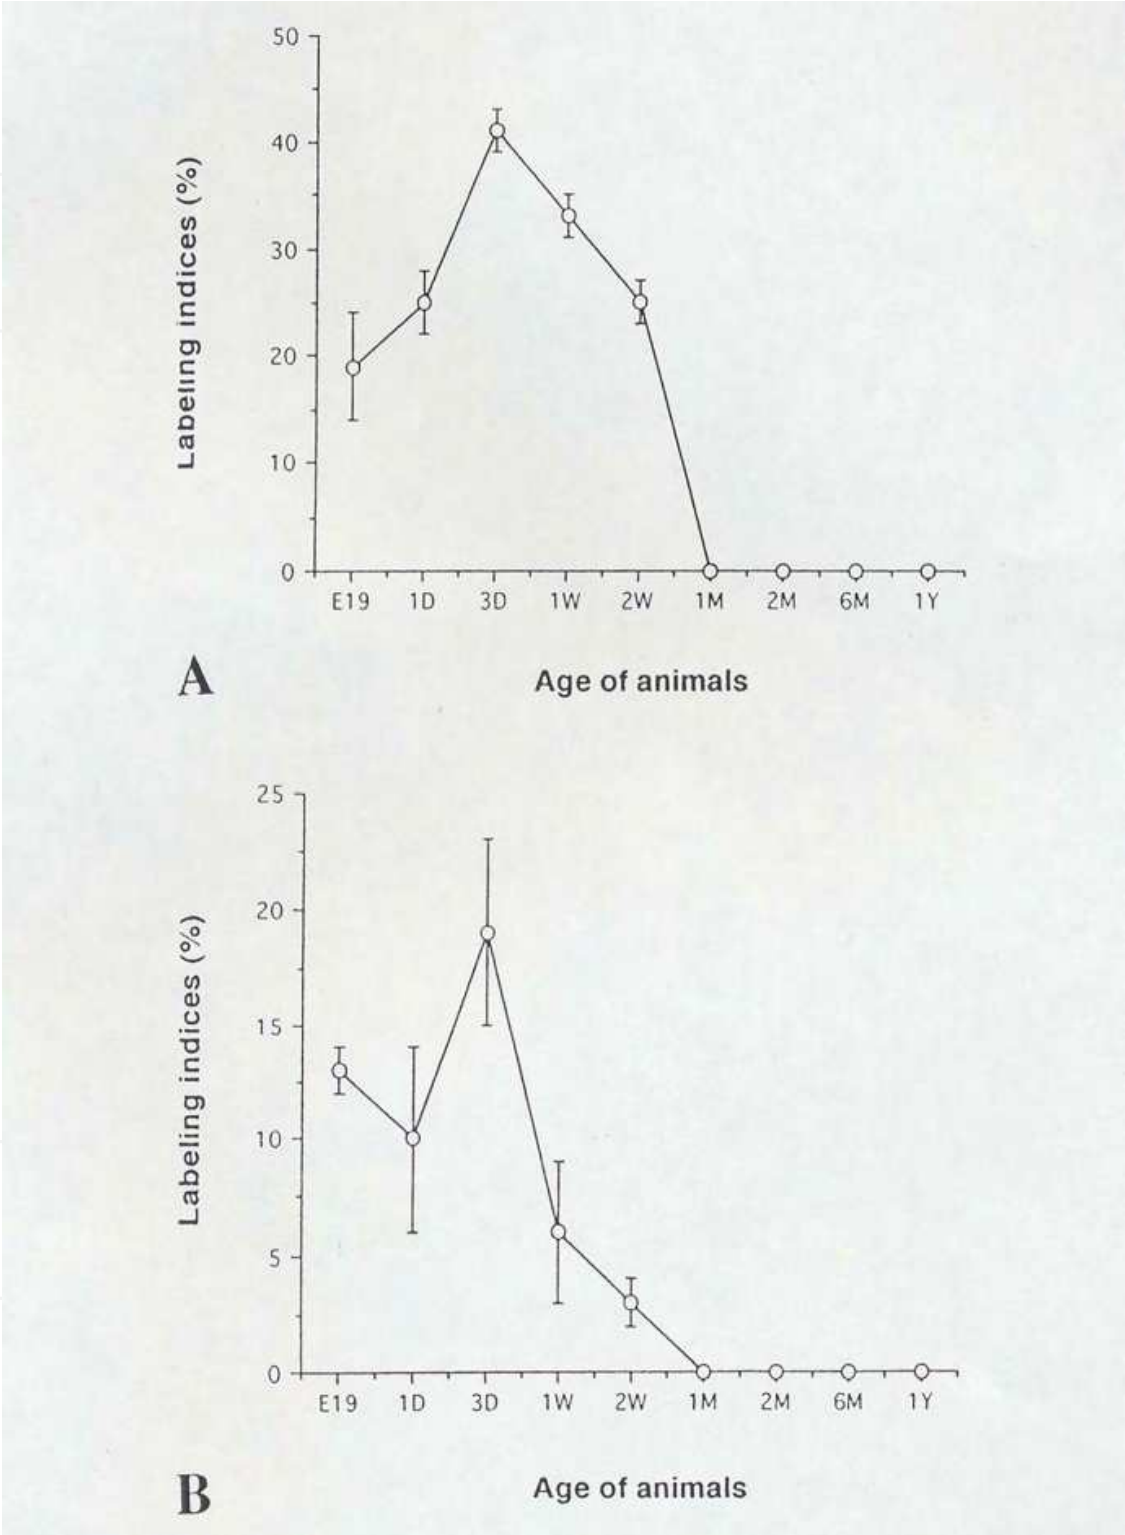 50
40
30
20
10
0
Labeling indices (%)
E19 1D 3D 1W 2W 1M 2M 6M 1Y
A
Age of animals
25
20
15
10
5
0
Labeling indices (%)
E19 1D 3D 1W 2W 1M 2M 6M 1Y
B
Age of animals